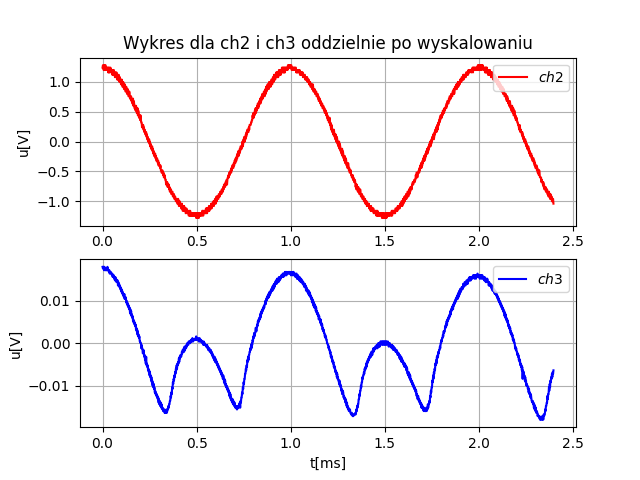 Wykres dla ch2 i ch3 oddzielnie po wyskalowaniu
ch2
u[V]
1.0
0.5
0.0
−0.5
−1.0
0.0 0.5 1.0 1.5 2.0 2.5
ch3
u[V]
0.01
0.00
−0.01
0.0 0.5 1.0 1.5 2.0 2.5
t[ms]